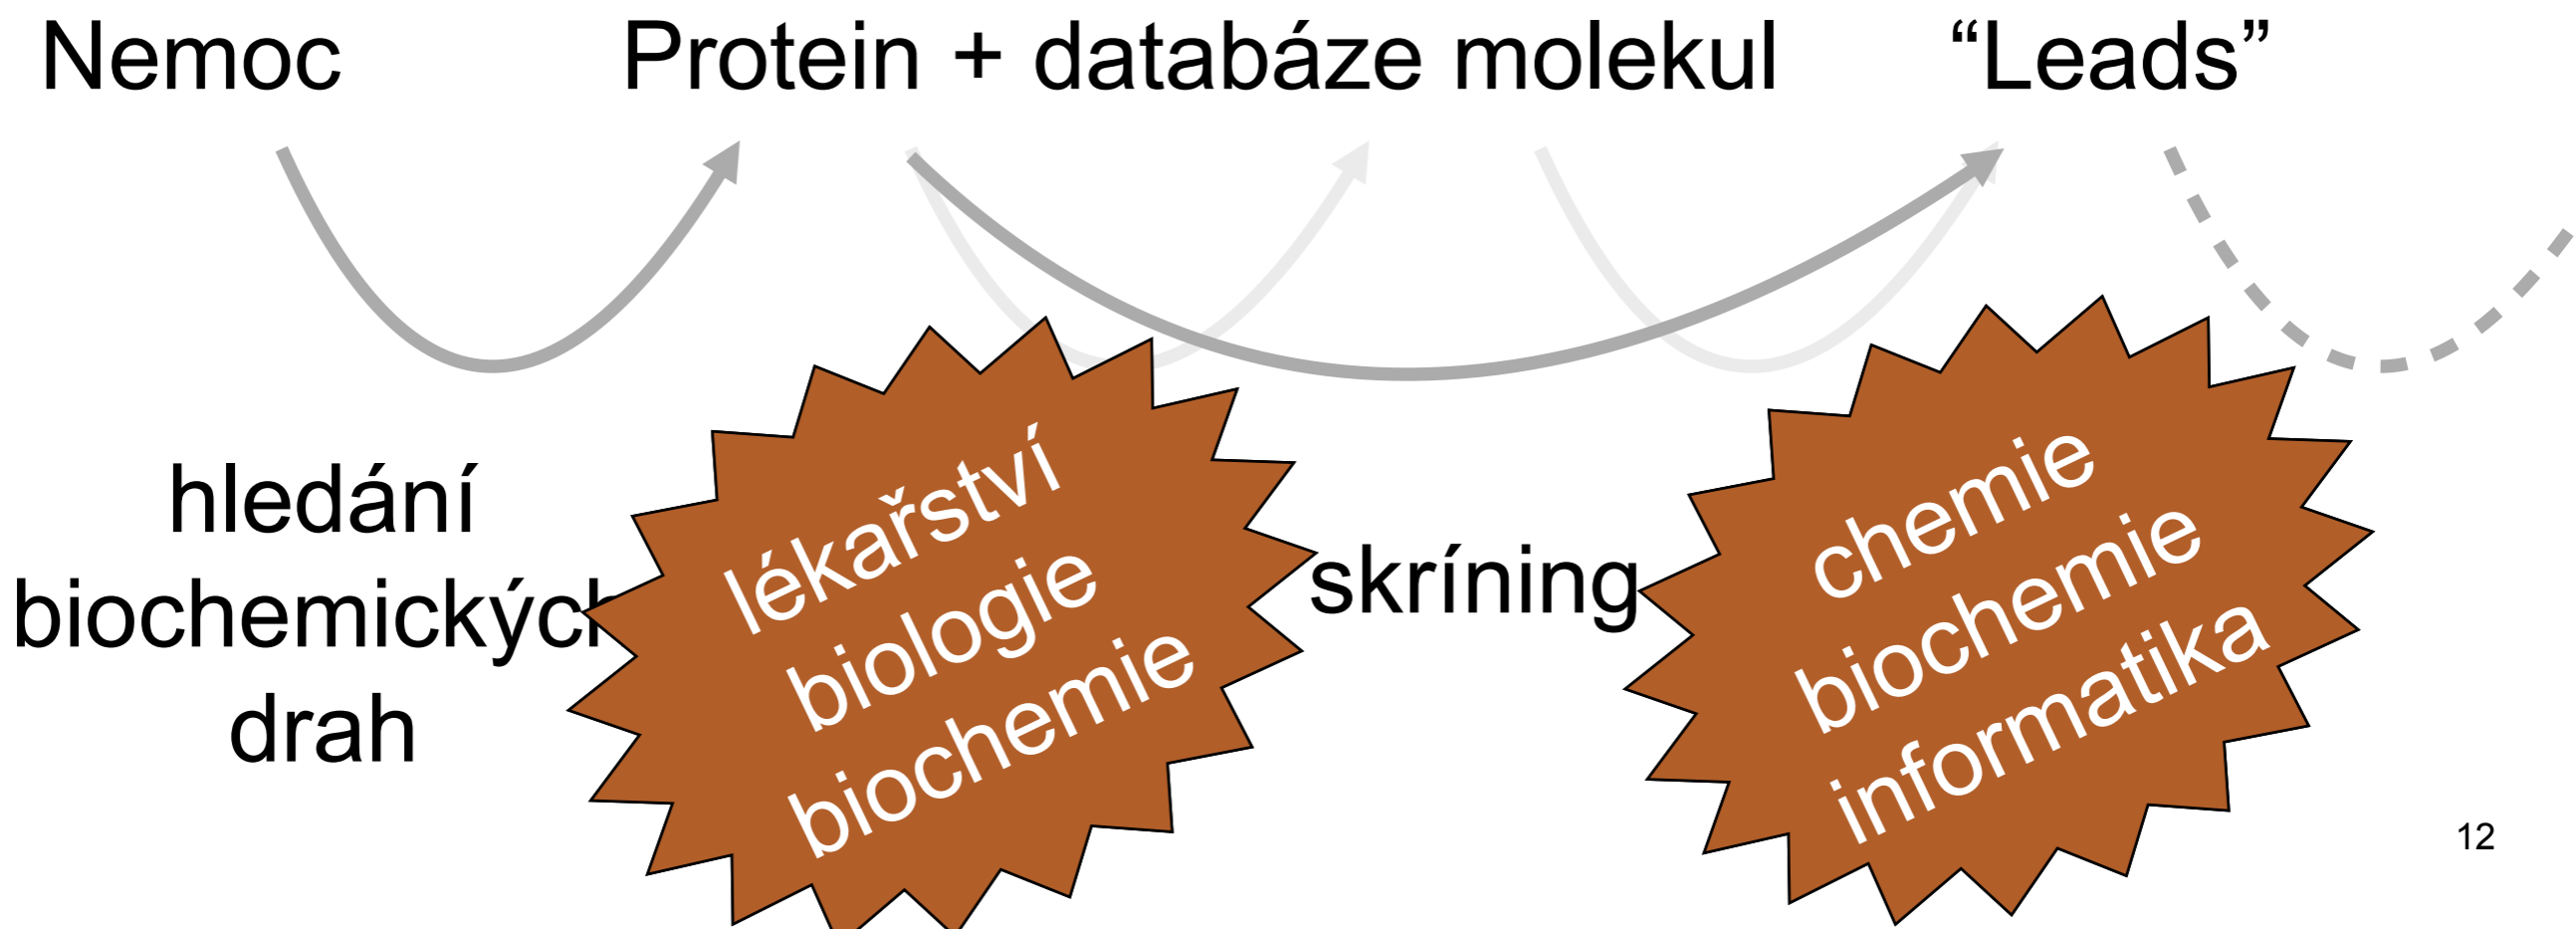 Nemoc
Protein + databáze molekul
“Leads”
hledání
biochemických
drah
lékařství
biologie
biochemie
skríning
chemie
biochemie
informatika
12